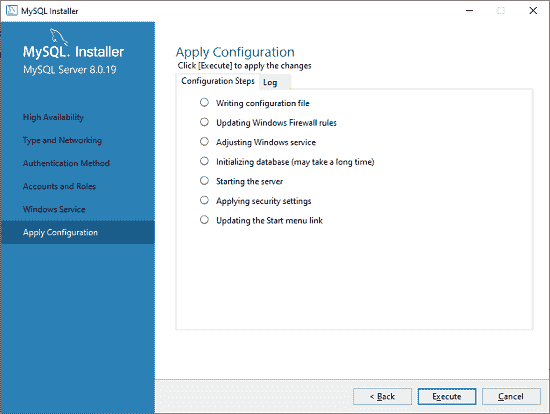 MySQL Installer
MySQL. Installer
MySQL Server 8.0.19
High Availability
Type and Networking
Authentication Method
Accounts and Roles
Windows Service
Apply Configuration
Apply Configuration
Click [Execute] to apply the changes
Configuration Steps Log
Writing configuration file
Updating Windows Firewall rules
Adjusting Windows service
Initializing database (may take a long time)
Starting the server
Applying security settings
Updating the Start menu link
< Back Execute Cancel